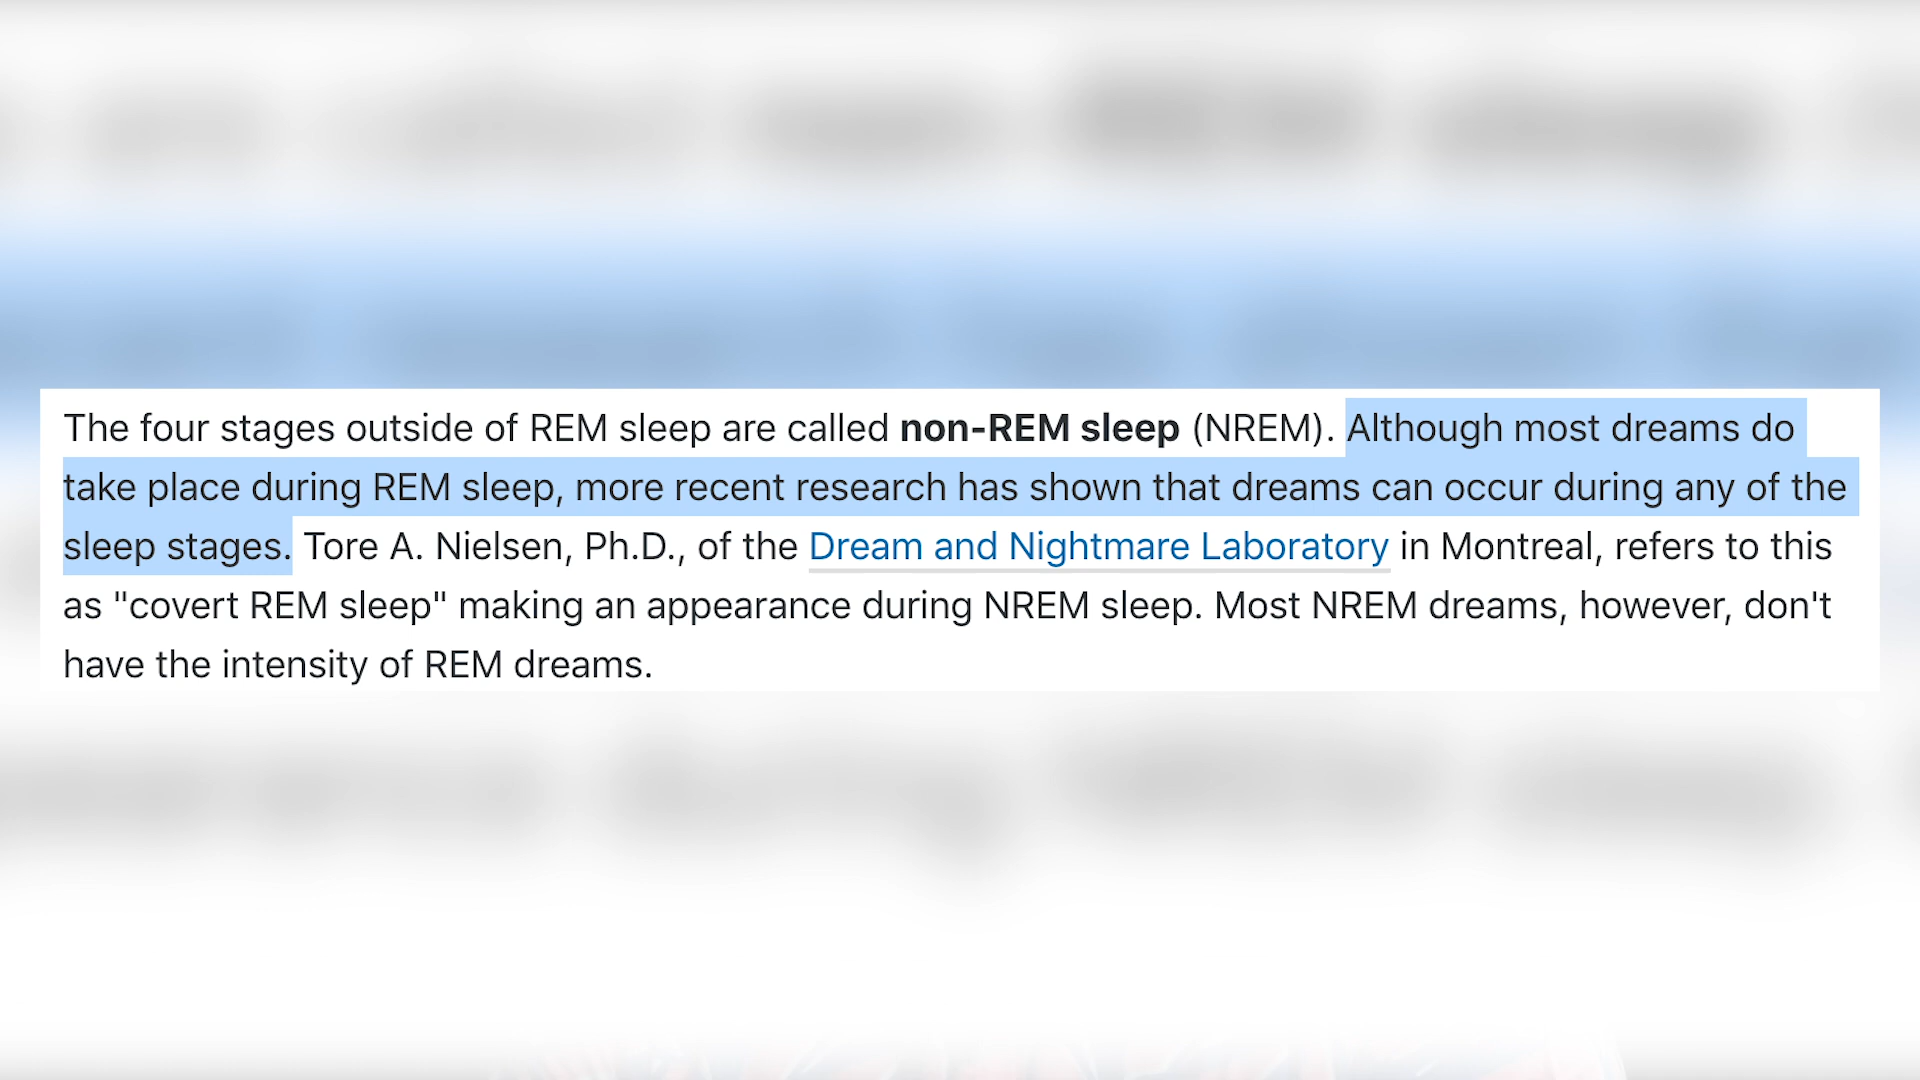 The four stages outside of REM sleep are called non-REM sleep (NREM). Although most dreams do
take place during REM sleep, more recent research has shown that dreams can occur during any of the
sleep stages. Tore A. Nielsen, Ph.D., of the Dream and Nightmare Laboratory in Montreal, refers to this
as "covert REM sleep" making an appearance during NREM sleep. Most NREM dreams, however, don't
have the intensity of REM dreams.